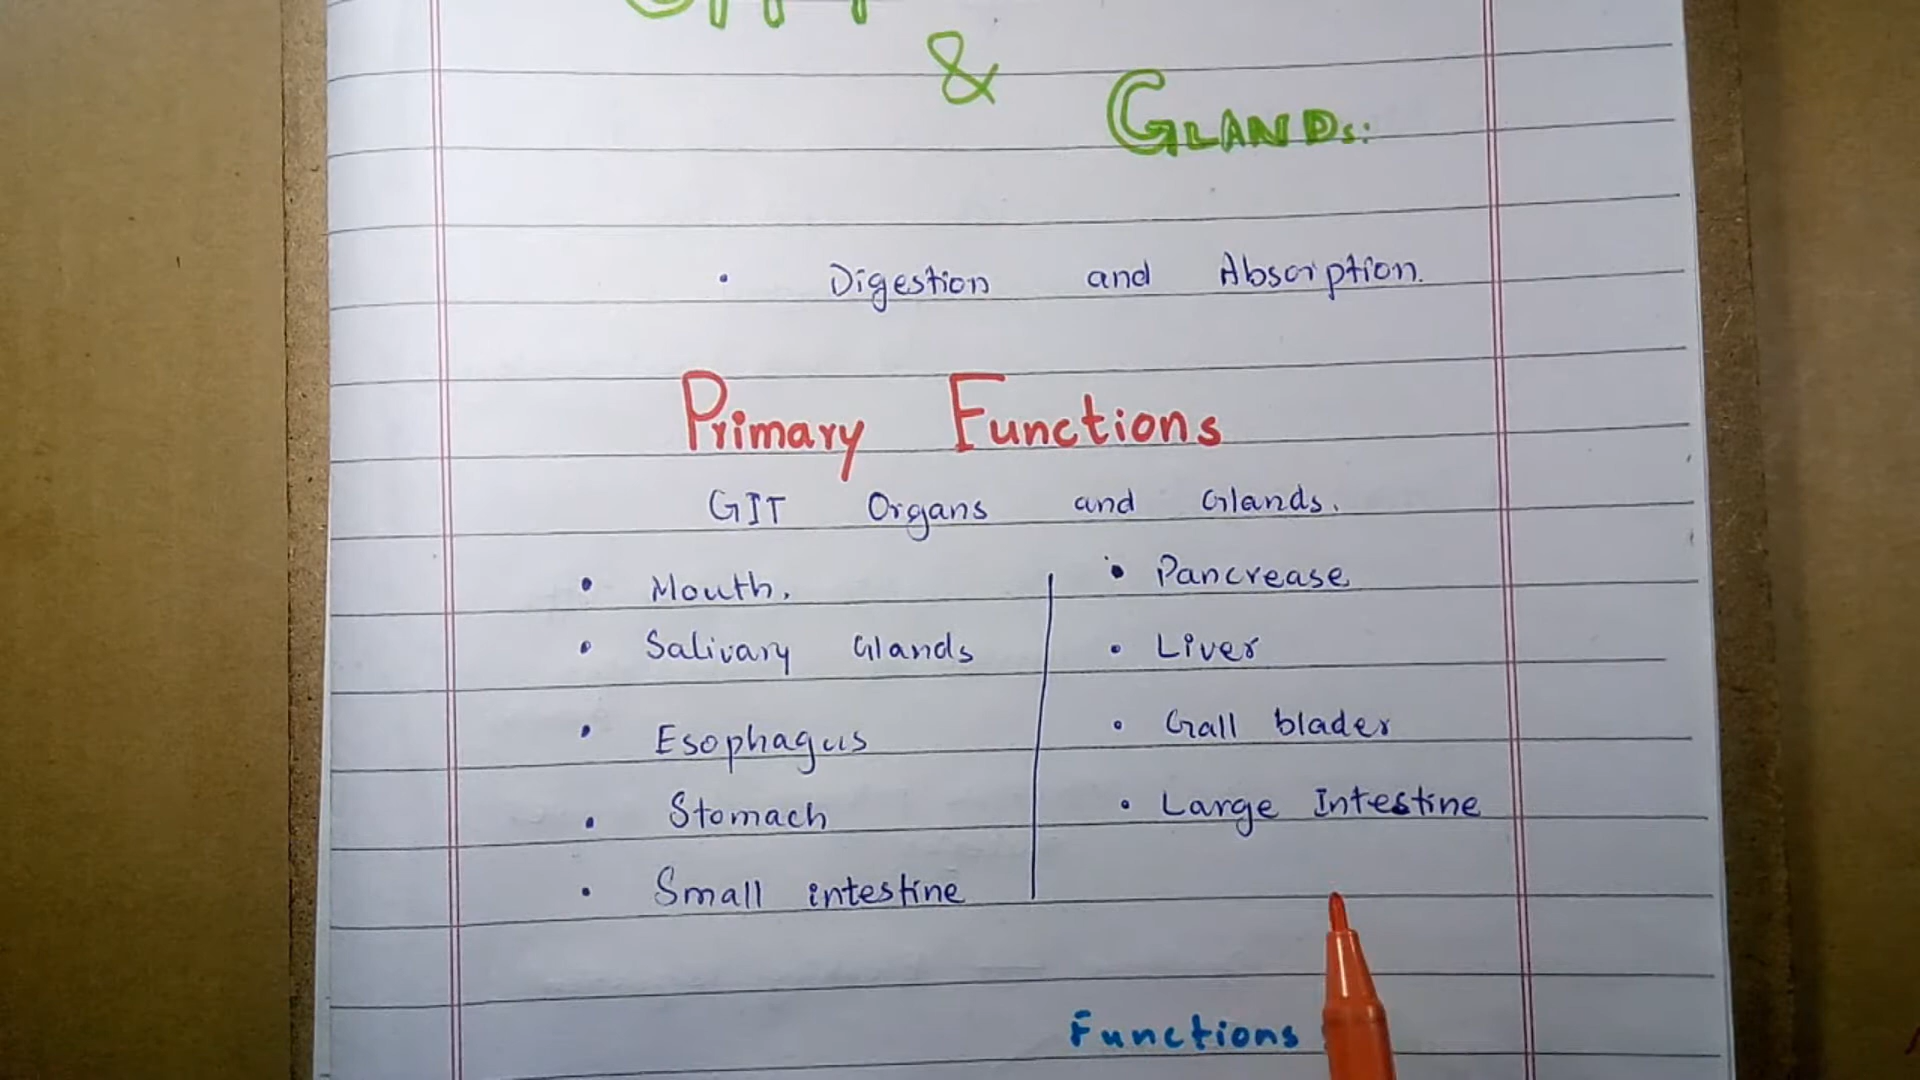 &
GLANDs:
• Digestion and Absorption.
Primary Functions
GIT Organs and Glands.
• Mouth.
• Salivary Glands
• Esophagus
• Stomach
• Small intestine
• Pancrease
• Liver
• Gall blader
• Large Intestine
Functions